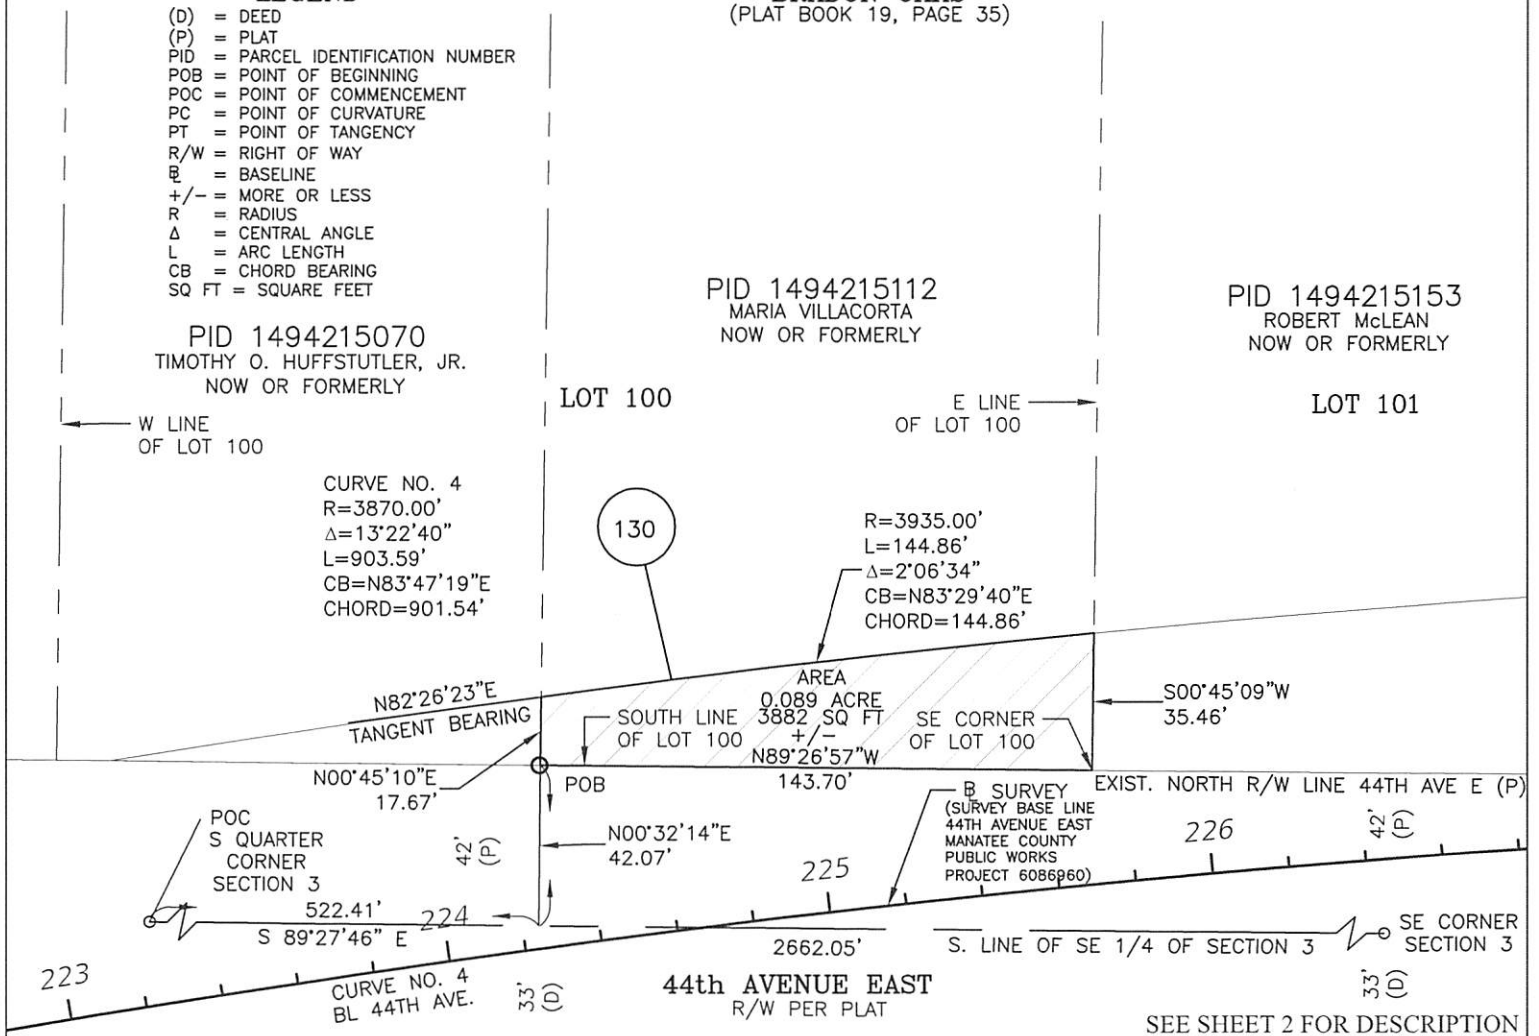 (D) = DEED
(P) = PLAT
PID = PARCEL IDENTIFICATION NUMBER
POB = POINT OF BEGINNING
POC = POINT OF COMMENCEMENT
PC = POINT OF CURVATURE
PT = POINT OF TANGENCY
R/W = RIGHT OF WAY
B̲L = BASELINE
+/- = MORE OR LESS
R = RADIUS
Δ = CENTRAL ANGLE
L = ARC LENGTH
CB = CHORD BEARING
SQ FT = SQUARE FEET
(PLAT BOOK 19, PAGE 35)
PID 1494215070
TIMOTHY O. HUFFSTUTLER, JR.
NOW OR FORMERLY
PID 1494215112
MARIA VILLACORTA
NOW OR FORMERLY
PID 1494215153
ROBERT McLEAN
NOW OR FORMERLY
LOT 100
LOT 101
W LINE
OF LOT 100
E LINE
OF LOT 100
CURVE NO. 4
R=3870.00'
Δ=13°22'40"
L=903.59'
CB=N83°47'19"E
CHORD=901.54'
130
R=3935.00'
L=144.86'
Δ=2°06'34"
CB=N83°29'40"E
CHORD=144.86'
N82°26'23"E
TANGENT BEARING
AREA
0.089 ACRE
3882 SQ FT
+/-
SOUTH LINE
OF LOT 100
SE CORNER
OF LOT 100
S00°45'09"W
35.46'
N89°26'57"W
143.70'
N00°45'10"E
17.67'
POB
EXIST. NORTH R/W LINE 44TH AVE E (P)
BL SURVEY
(SURVEY BASE LINE
44TH AVENUE EAST
MANATEE COUNTY
PUBLIC WORKS
PROJECT 6086960)
POC
S QUARTER
CORNER
SECTION 3
42'
(P)
N00°32'14"E
42.07'
225
226
42'
(P)
522.41'
S 89°27'46" E
224
2662.05'
S. LINE OF SE 1/4 OF SECTION 3
SE CORNER
SECTION 3
223
CURVE NO. 4
BL 44TH AVE.
33'
(D)
44th AVENUE EAST
R/W PER PLAT
33'
(D)
SEE SHEET 2 FOR DESCRIPTION